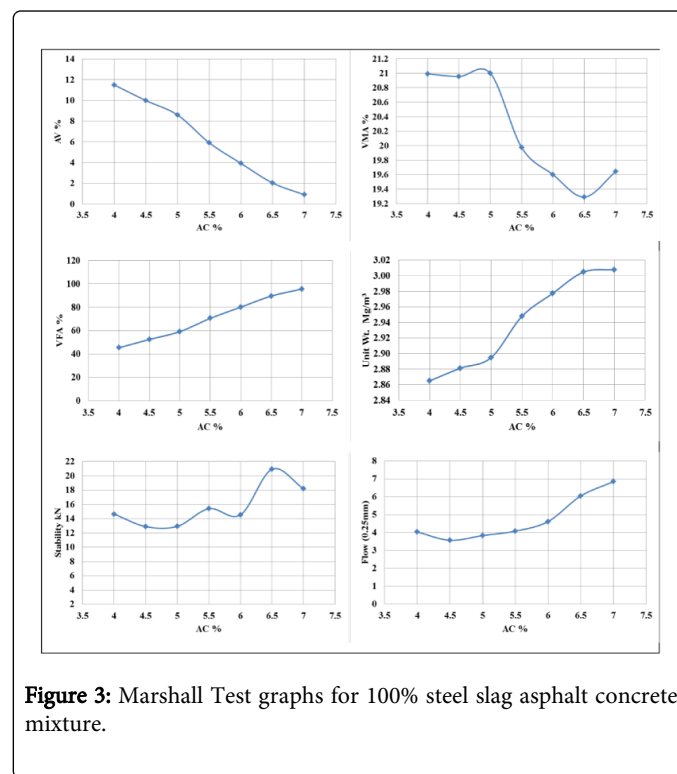 14
12
10
8
6
4
2
0
AV %
3.5 4 4.5 5 5.5 6 6.5 7 7.5
AC %
21.2
21
20.8
20.6
20.4
20.2
20
19.8
19.6
19.4
19.2
VMA %
3.5 4 4.5 5 5.5 6 6.5 7 7.5
AC %
120
100
80
60
40
20
0
VFA %
3.5 4 4.5 5 5.5 6 6.5 7 7.5
AC %
3.02
3.00
2.98
2.96
2.94
2.92
2.90
2.88
2.86
2.84
Unit Wt. Mg/m³
3.5 4 4.5 5 5.5 6 6.5 7 7.5
AC %
22
20
18
16
14
12
10
8
6
4
2
Stability kN
3.5 4 4.5 5 5.5 6 6.5 7 7.5
AC %
8
7
6
5
4
3
2
1
0
Flow (0.25mm)
3.5 4 4.5 5 5.5 6 6.5 7 7.5
AC %
Figure 3: Marshall Test graphs for 100% steel slag asphalt concrete
mixture.